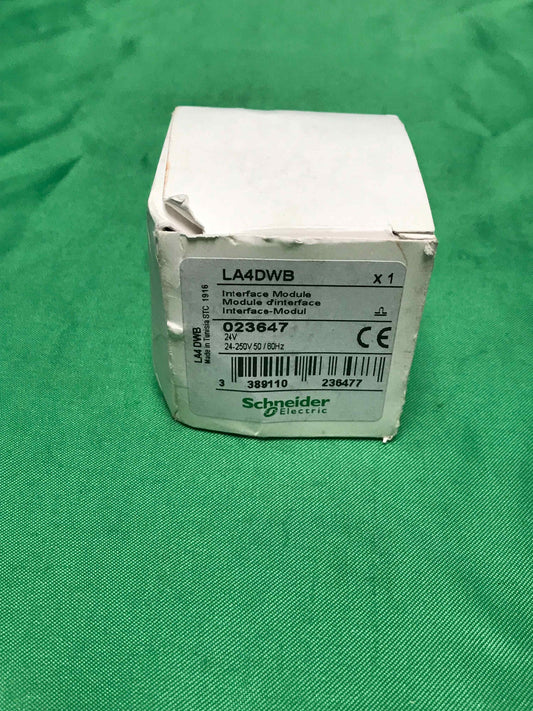 LA4DWB x 1
Interface Module
Module d'interface
Interface-Modul
023647
24V
24-250V 50 / 60Hz
CE
3 389110 236477
Schneider
Electric
LA4 DWB
Made in Tunisia STC 1916